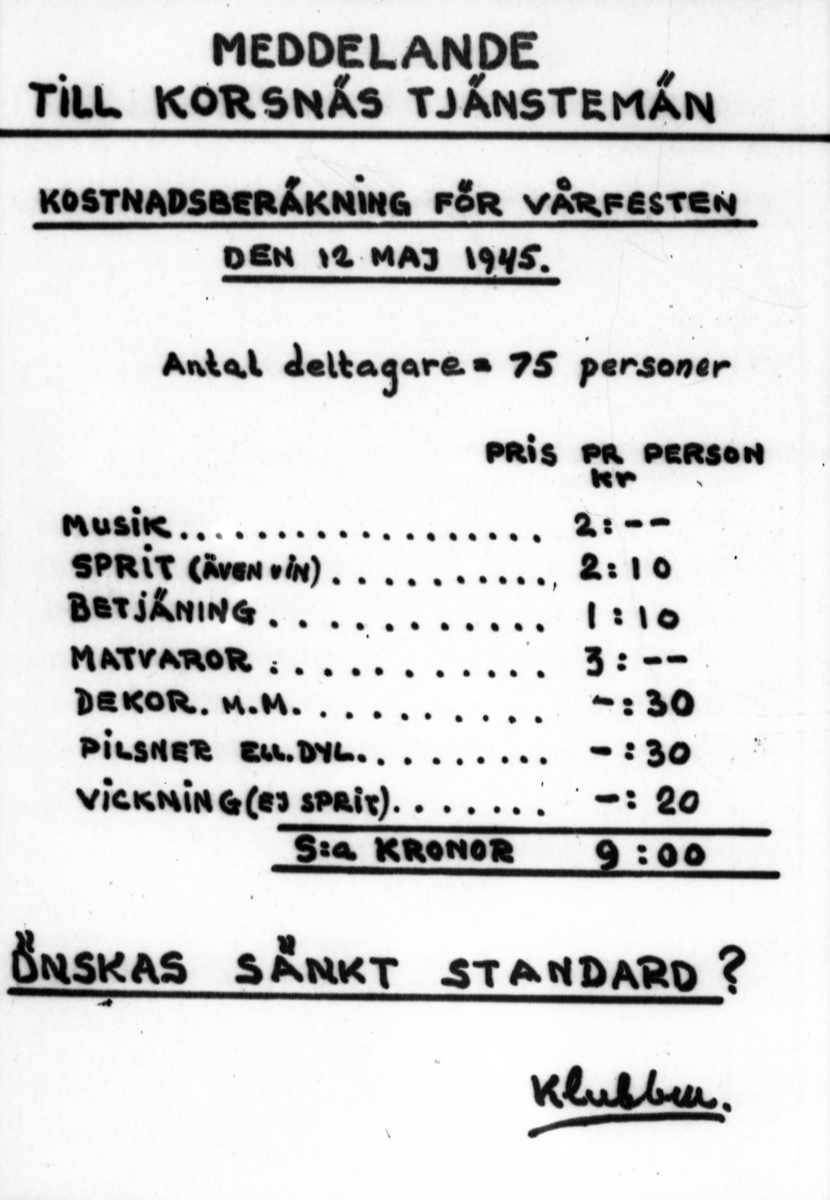 MEDDELANDE
TILL KORSNÄS TJÄNSTEMÄN
KOSTNADSBERÄKNING FÖR VÅRFESTEN
DEN 12 MAJ 1945.
Antal deltagare = 75 personer
PRIS PR PERSON
kr
MUSIK.................. 2:--
SPRIT (ÄVEN VIN).......... 2:10
BETJÄNING............ 1:10
MATVAROR............ 3:--
DEKOR. M.M........... -:30
PILSNER ELL. DYL.......... -:30
VICKNING (EJ SPRIT)....... -:20
S:a KRONOR 9:00
ÖNSKAS SÄNKT STANDARD?
Klubben.